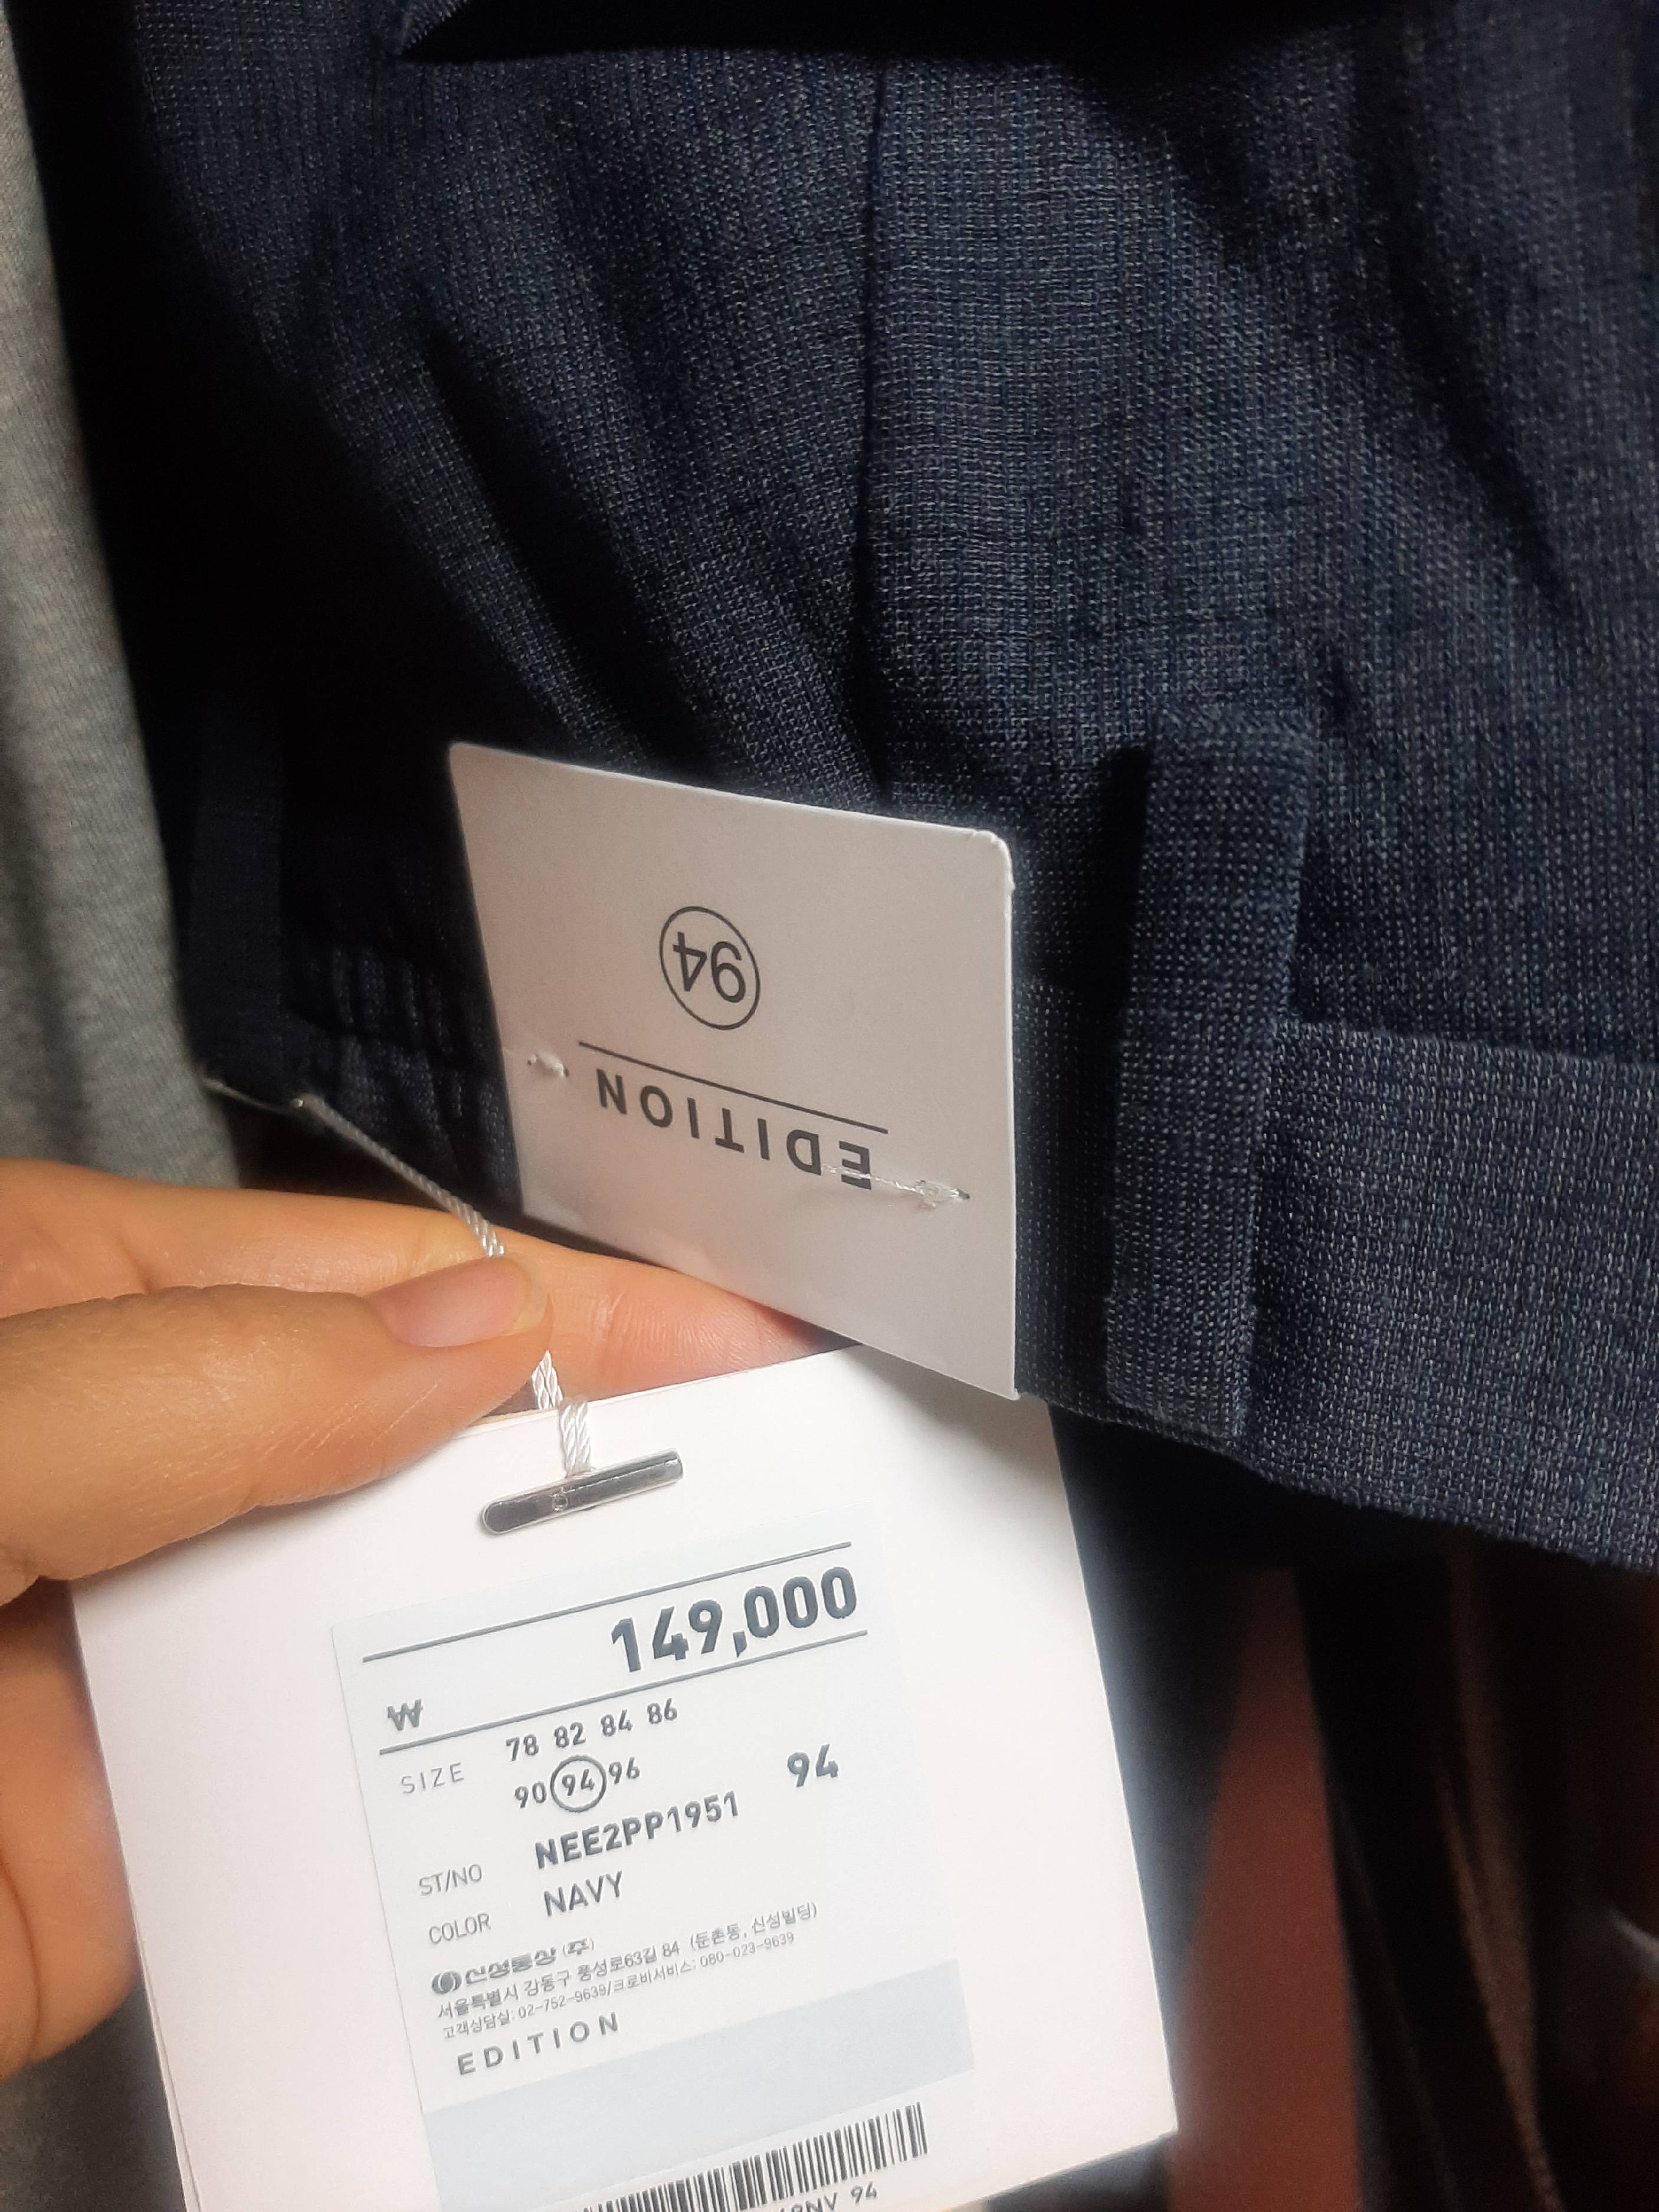 EDITION
94
149,000
₩
SIZE 78 82 84 86
90 94 96 94
ST/NO NEE2PP1951
COLOR NAVY
신성통상 (주)
서울특별시 강동구 풍성로63길 84 (둔촌동, 신성빌딩)
고객상담실: 02-752-9639/크로바서비스: 080-023-9639
EDITION
94